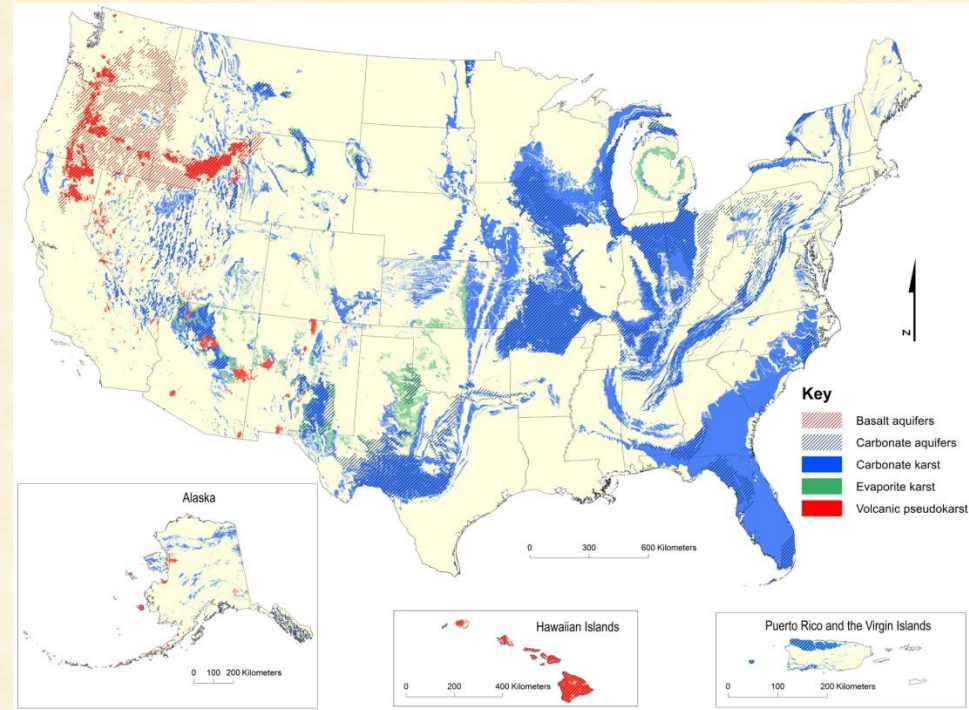 N
Key
Basalt aquifers
Carbonate aquifers
Carbonate karst
Evaporite karst
Volcanic pseudokarst
0 300 600 Kilometers
Alaska
0 100 200 Kilometers
Hawaiian Islands
0 200 400 Kilometers
Puerto Rico and the Virgin Islands
0 100 200 Kilometers